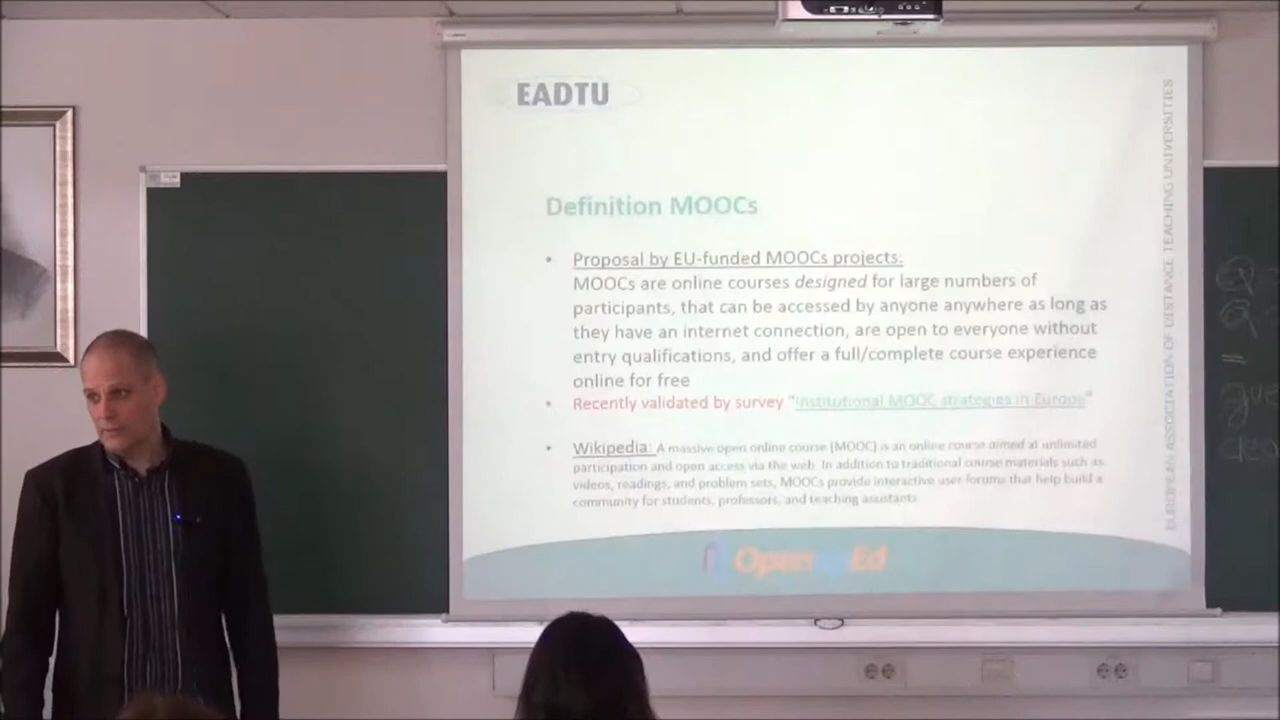 EADTU
Definition MOOCs
• Proposal by EU-funded MOOCs projects:
MOOCs are online courses designed for large numbers of
participants, that can be accessed by anyone anywhere as long as
they have an internet connection, are open to everyone without
entry qualifications, and offer a full/complete course experience
online for free
• Recently validated by survey "Institutional MOOC strategies in Europe"
• Wikipedia: A massive open online course (MOOC) is an online course aimed at unlimited
participation and open access via the web. In addition to traditional course materials such as
videos, readings, and problem sets, MOOCs provide interactive user forums that help build a
community for students, professors, and teaching assistants
OpenupEd
EUROPEAN ASSOCIATION OF DISTANCE TEACHING UNIVERSITIES